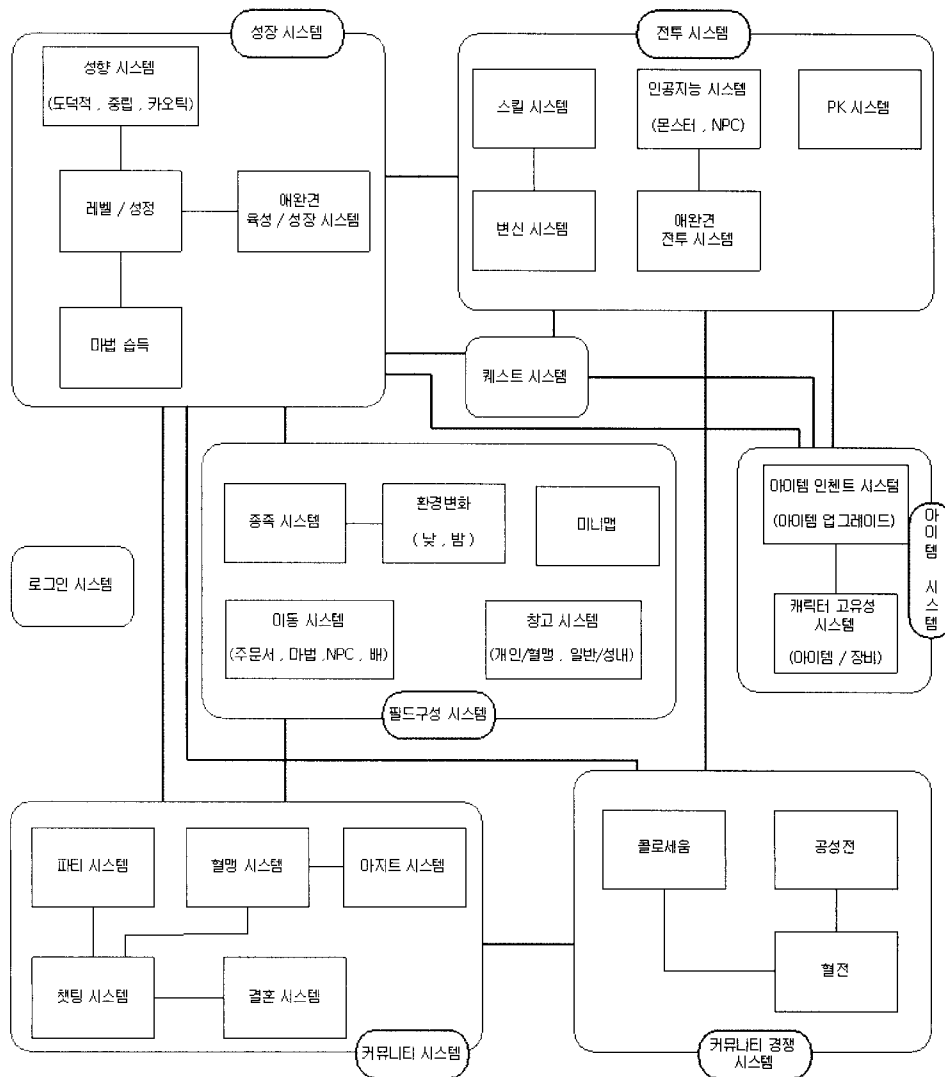 성장 시스템
성향 시스템
(도덕적 , 중립 , 카오틱)
레벨 / 성정
애완견
육성 / 성장 시스템
마법 습득
전투 시스템
스킬 시스템
인공지능 시스템
(몬스터 , NPC)
PK 시스템
변신 시스템
애완견
전투 시스템
퀘스트 시스템
종족 시스템
환경변화
( 낮 , 밤 )
미니맵
이동 시스템
(주문서 , 마법 ,NPC , 배)
창고 시스템
(개인/혈맹 , 일반/성내)
필드구성 시스템
로그인 시스템
아이템 인첸트 시스템
(아이템 업그레이드)
캐릭터 고유성
시스템
(아이템 / 장비)
아이템 시스템
파티 시스템
혈맹 시스템
아지트 시스템
챗팅 시스템
결혼 시스템
커뮤니티 시스템
콜로세움
공성전
혈전
커뮤니티 경쟁
시스템